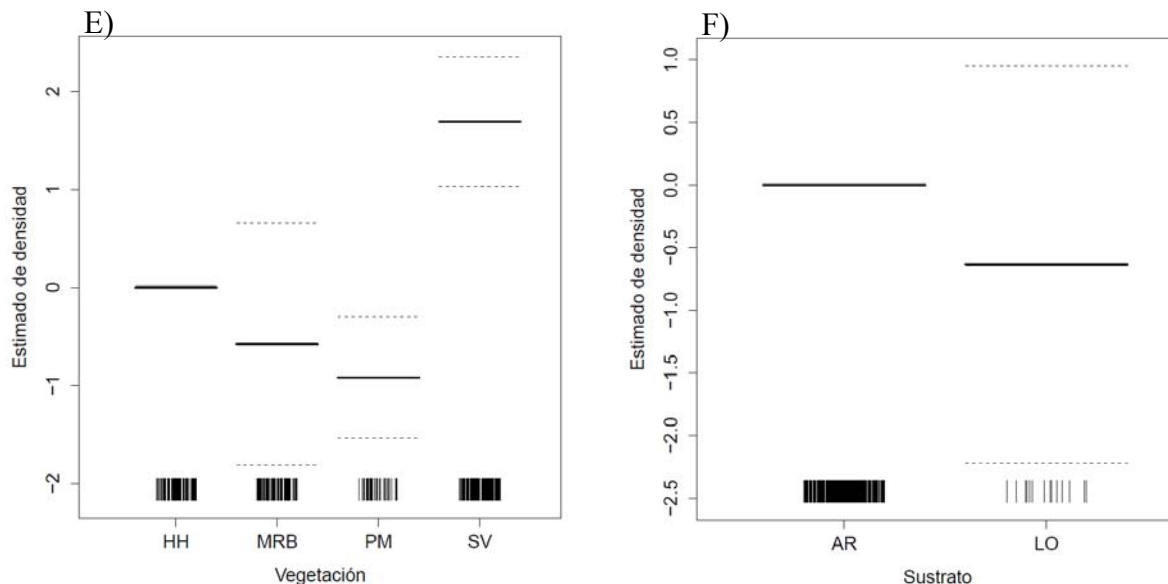 E)
Estimado de densidad
2
1
0
−1
−2
HH MRB PM SV
Vegetación
F)
Estimado de densidad
1.0
0.5
0.0
−0.5
−1.0
−1.5
−2.0
−2.5
AR LO
Sustrato